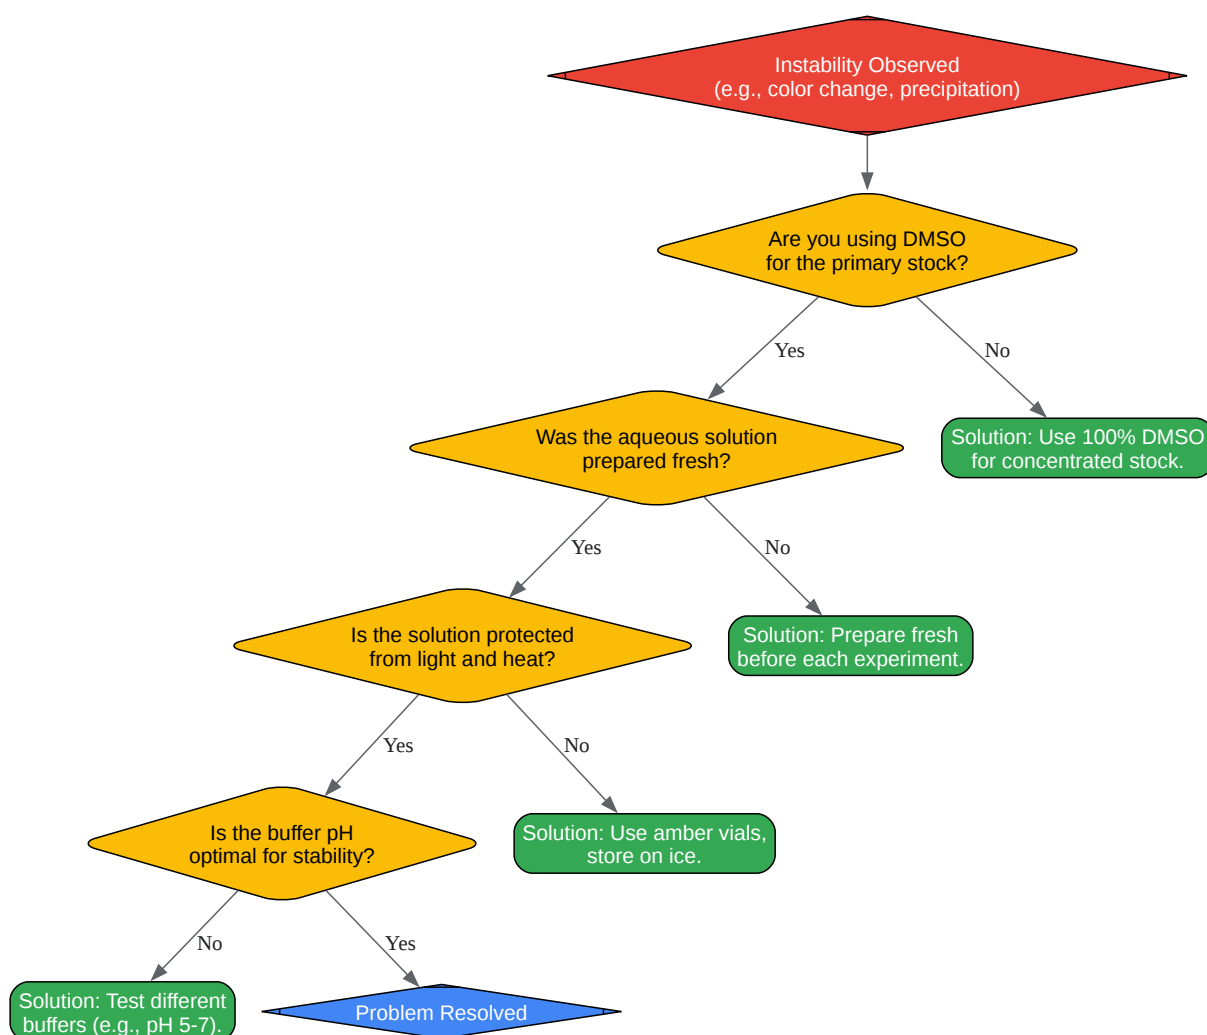 Instability Observed
(e.g., color change, precipitation)
Are you using DMSO
for the primary stock?
Yes
No
Was the aqueous solution
prepared fresh?
Solution: Use 100% DMSO
for concentrated stock.
Yes
No
Is the solution protected
from light and heat?
Solution: Prepare fresh
before each experiment.
Yes
No
Is the buffer pH
optimal for stability?
Solution: Use amber vials,
store on ice.
No
Yes
Solution: Test different
buffers (e.g., pH 5-7).
Problem Resolved